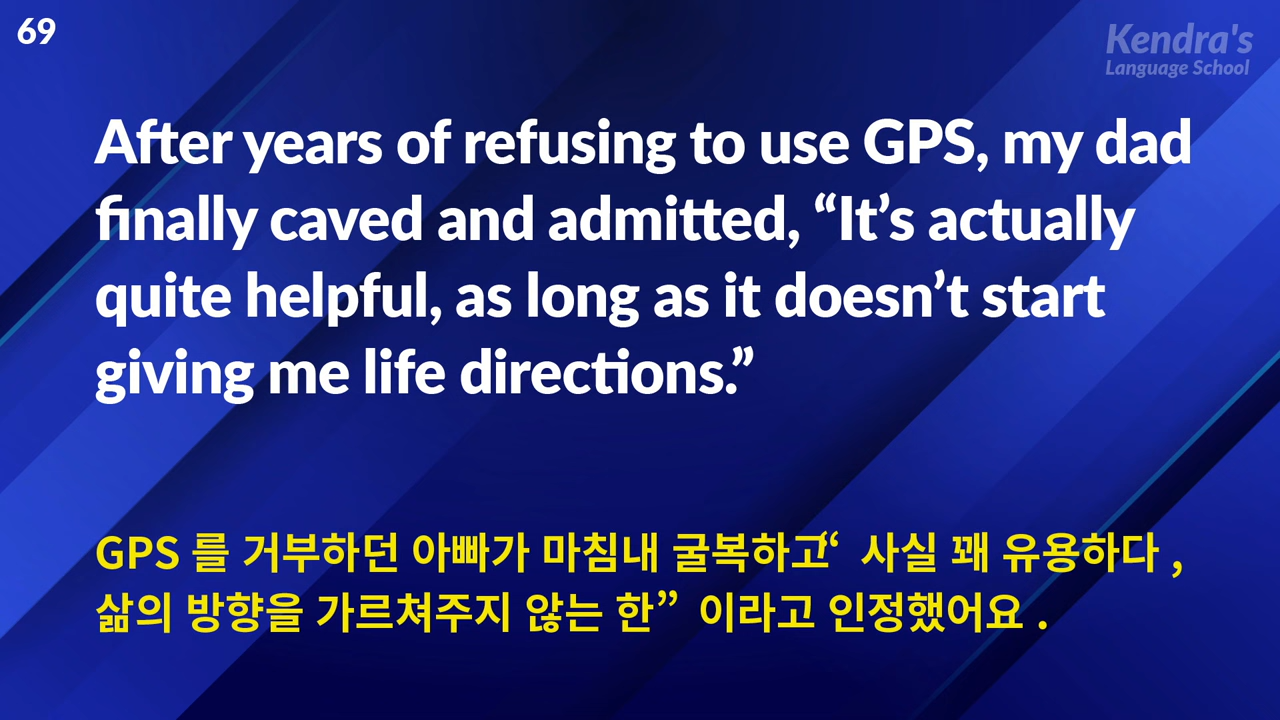 69
Kendra's
Language School
After years of refusing to use GPS, my dad
finally caved and admitted, “It’s actually
quite helpful, as long as it doesn’t start
giving me life directions.”
GPS 를 거부하던 아빠가 마침내 굴복하고“ 사실 꽤 유용하다 ,
삶의 방향을 가르쳐주지 않는 한” 이라고 인정했어요 .